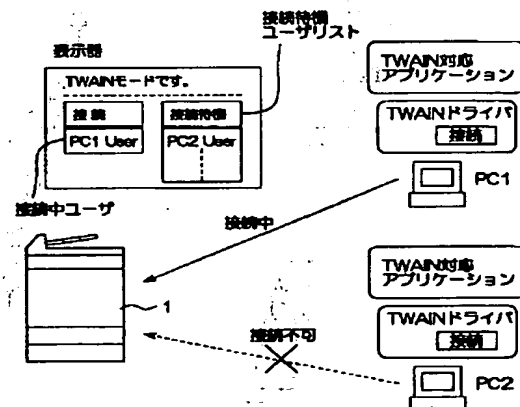 接続待機
ユーザリスト
表示器
TWAINモードです。
接続
接続待機
PC1 User
PC2 User
接続中ユーザ
接続中
1
接続不可
TWAIN対応
アプリケーション
TWAINドライバ
接続
PC1
TWAIN対応
アプリケーション
TWAINドライバ
接続
PC2